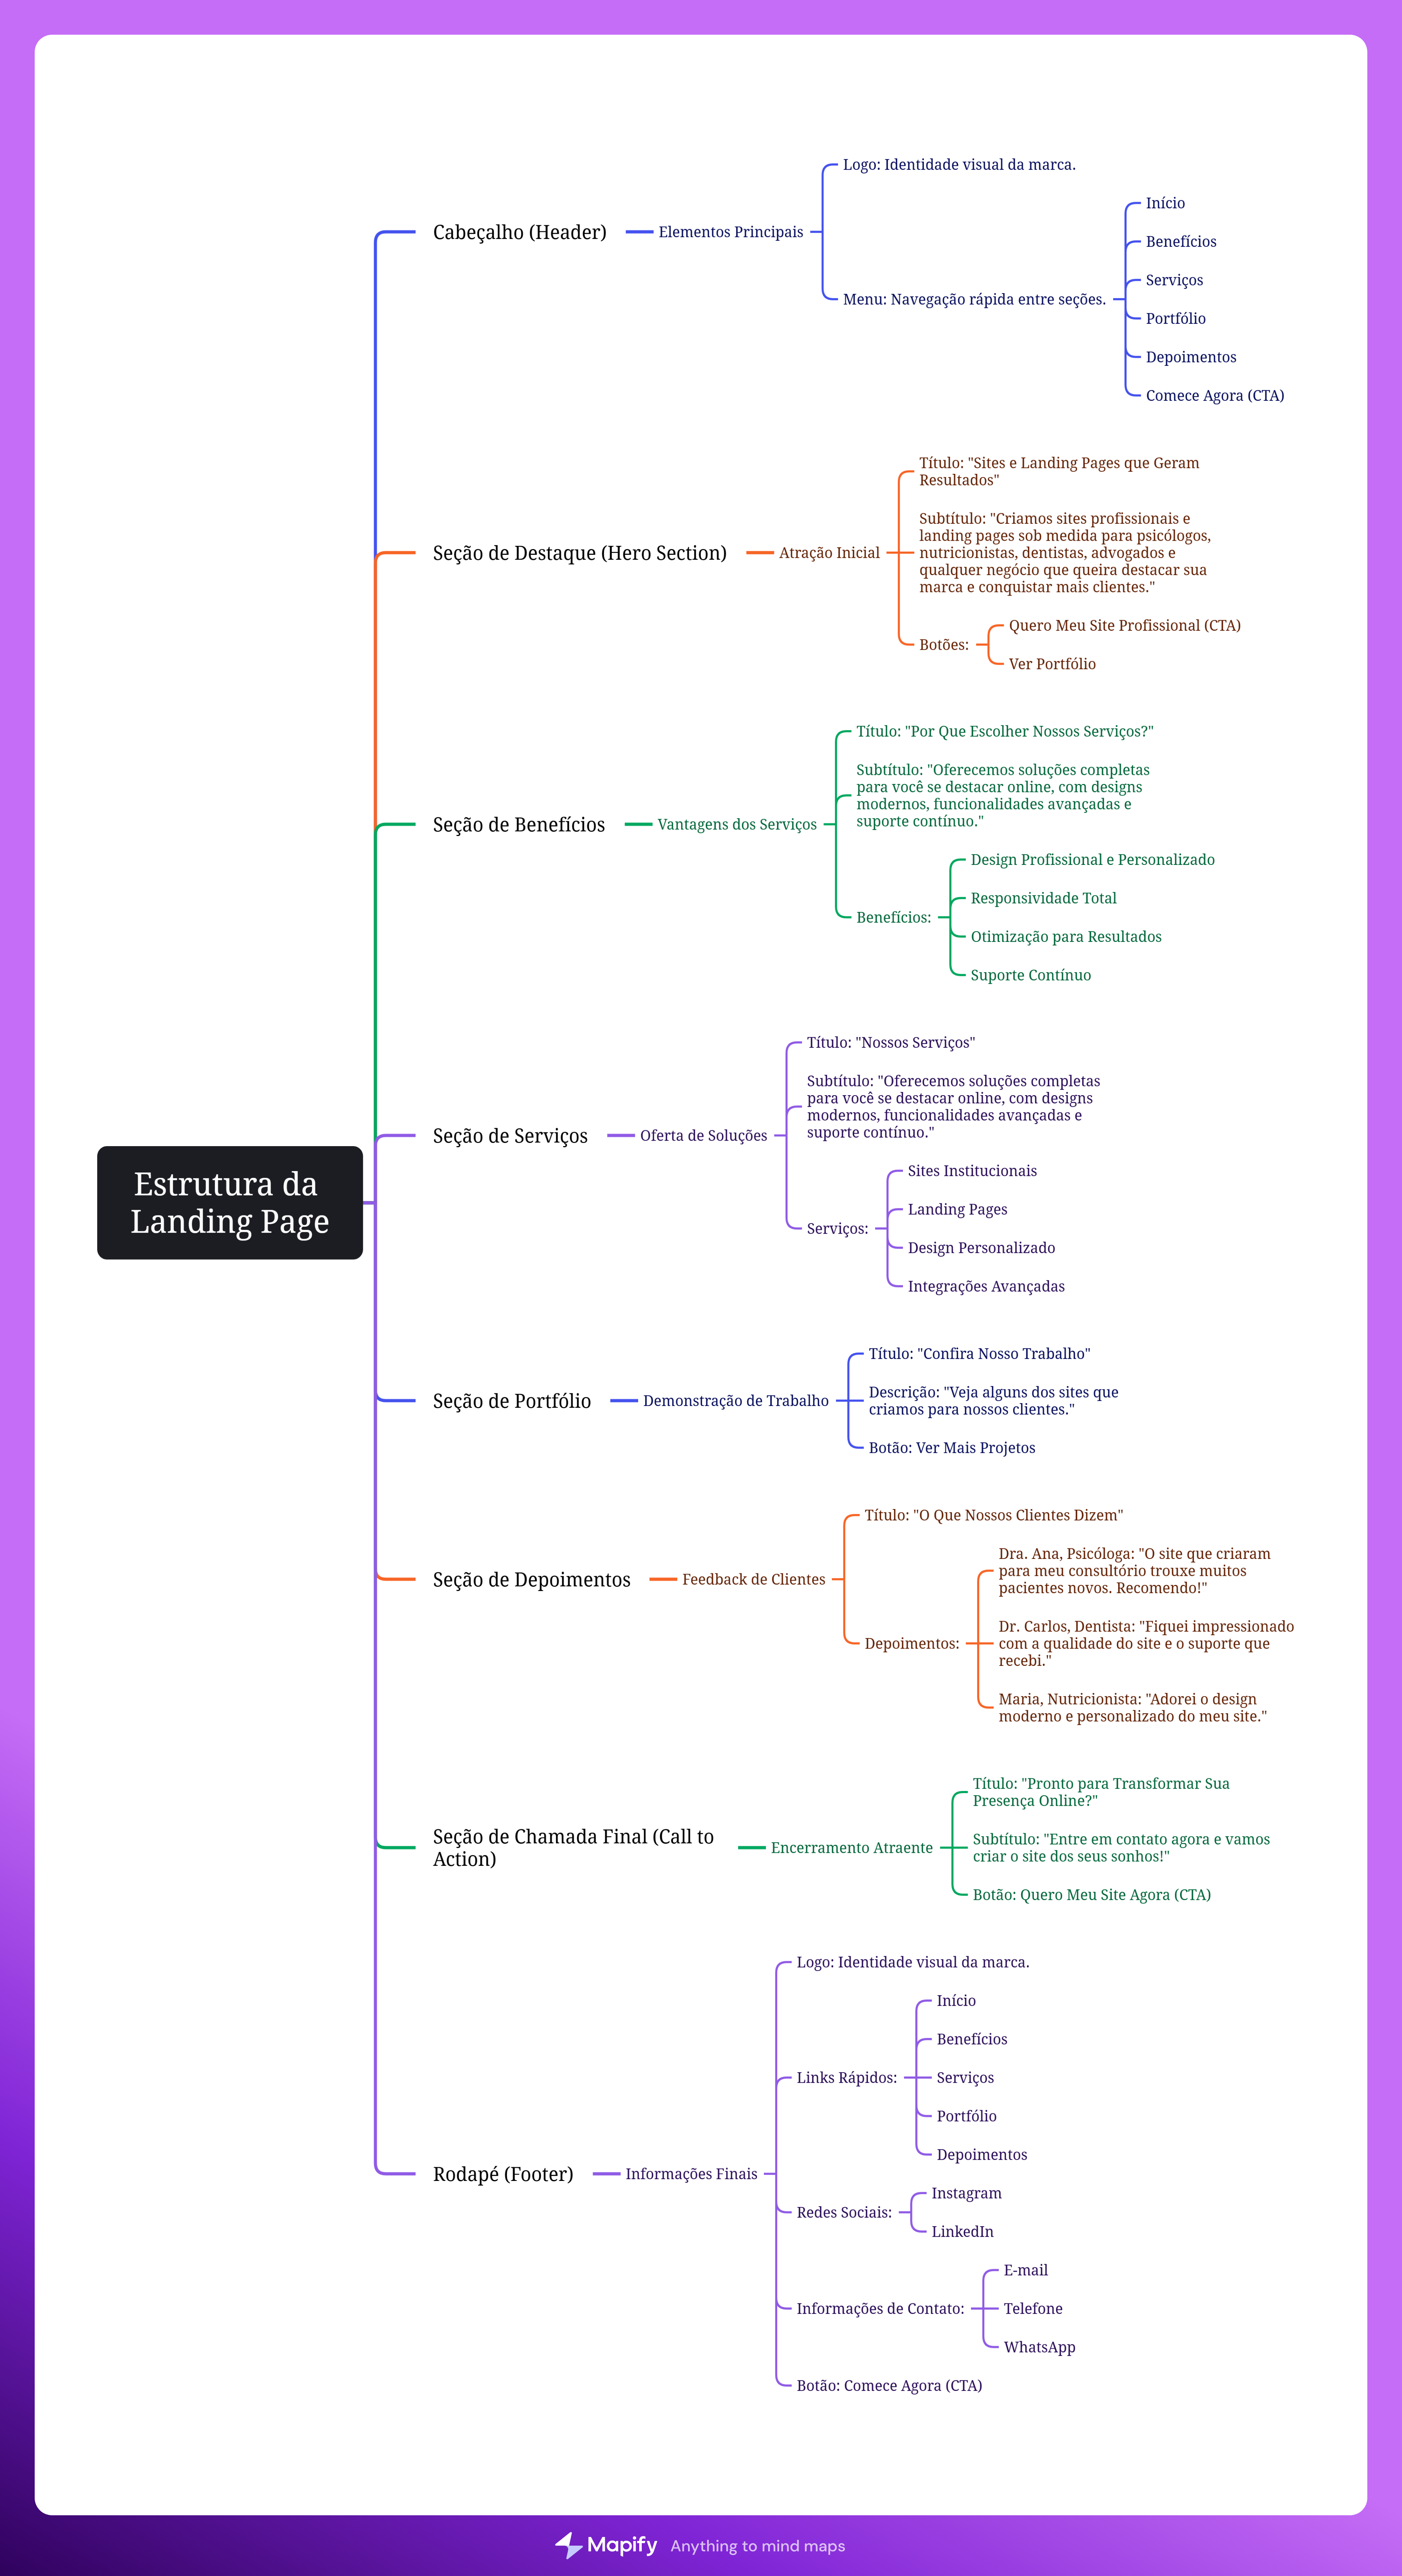 Estrutura da
Landing Page
Cabeçalho (Header)
Elementos Principais
Logo: Identidade visual da marca.
Menu: Navegação rápida entre seções.
Início
Benefícios
Serviços
Portfólio
Depoimentos
Comece Agora (CTA)
Seção de Destaque (Hero Section)
Atração Inicial
Título: "Sites e Landing Pages que Geram
Resultados"
Subtítulo: "Criamos sites profissionais e
landing pages sob medida para psicólogos,
nutricionistas, dentistas, advogados e
qualquer negócio que queira destacar sua
marca e conquistar mais clientes."
Botões:
Quero Meu Site Profissional (CTA)
Ver Portfólio
Seção de Benefícios
Vantagens dos Serviços
Título: "Por Que Escolher Nossos Serviços?"
Subtítulo: "Oferecemos soluções completas
para você se destacar online, com designs
modernos, funcionalidades avançadas e
suporte contínuo."
Benefícios:
Design Profissional e Personalizado
Responsividade Total
Otimização para Resultados
Suporte Contínuo
Seção de Serviços
Oferta de Soluções
Título: "Nossos Serviços"
Subtítulo: "Oferecemos soluções completas
para você se destacar online, com designs
modernos, funcionalidades avançadas e
suporte contínuo."
Serviços:
Sites Institucionais
Landing Pages
Design Personalizado
Integrações Avançadas
Seção de Portfólio
Demonstração de Trabalho
Título: "Confira Nosso Trabalho"
Descrição: "Veja alguns dos sites que
criamos para nossos clientes."
Botão: Ver Mais Projetos
Seção de Depoimentos
Feedback de Clientes
Título: "O Que Nossos Clientes Dizem"
Depoimentos:
Dra. Ana, Psicóloga: "O site que criaram
para meu consultório trouxe muitos
pacientes novos. Recomendo!"
Dr. Carlos, Dentista: "Fiquei impressionado
com a qualidade do site e o suporte que
recebi."
Maria, Nutricionista: "Adorei o design
moderno e personalizado do meu site."
Seção de Chamada Final (Call to
Action)
Encerramento Atraente
Título: "Pronto para Transformar Sua
Presença Online?"
Subtítulo: "Entre em contato agora e vamos
criar o site dos seus sonhos!"
Botão: Quero Meu Site Agora (CTA)
Rodapé (Footer)
Informações Finais
Logo: Identidade visual da marca.
Links Rápidos:
Início
Benefícios
Serviços
Portfólio
Depoimentos
Redes Sociais:
Instagram
LinkedIn
Informações de Contato:
E-mail
Telefone
WhatsApp
Botão: Comece Agora (CTA)
Mapify Anything to mind maps